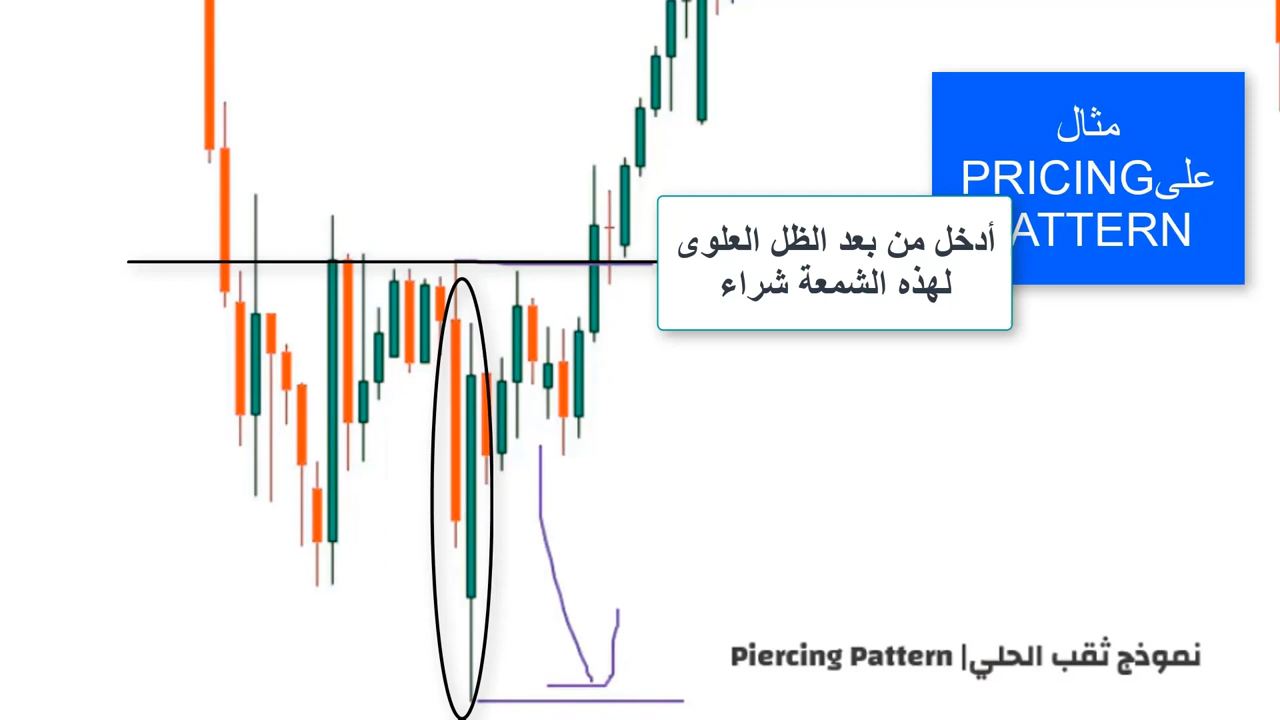 مثال
علىPRICING
ATTERN
أدخل من بعد الظل العلوى
لهذه الشمعة شراء
Piercing Pattern |نموذج ثقب الحلي